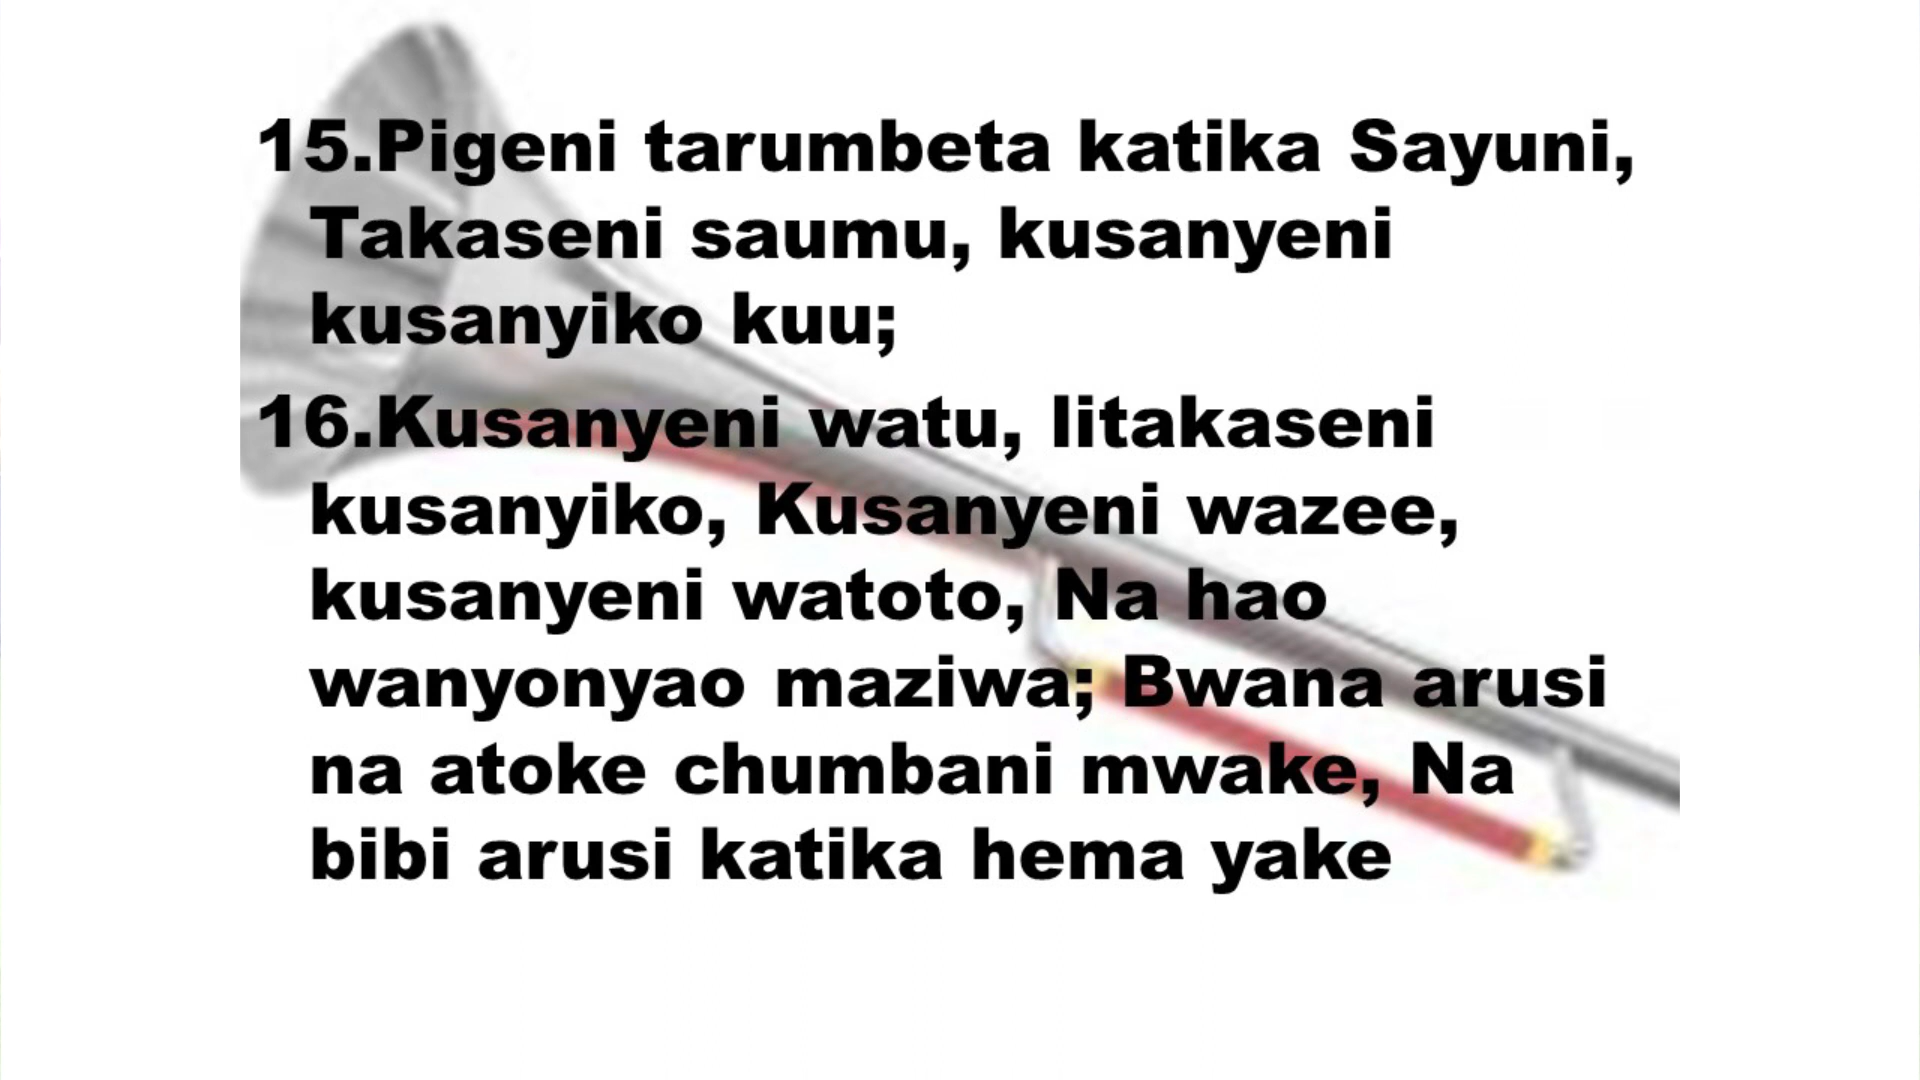 15.Pigeni tarumbeta katika Sayuni,
Takaseni saumu, kusanyeni
kusanyiko kuu;
16.Kusanyeni watu, litakaseni
kusanyiko, Kusanyeni wazee,
kusanyeni watoto, Na hao
wanyonyao maziwa; Bwana arusi
na atoke chumbani mwake, Na
bibi arusi katika hema yake